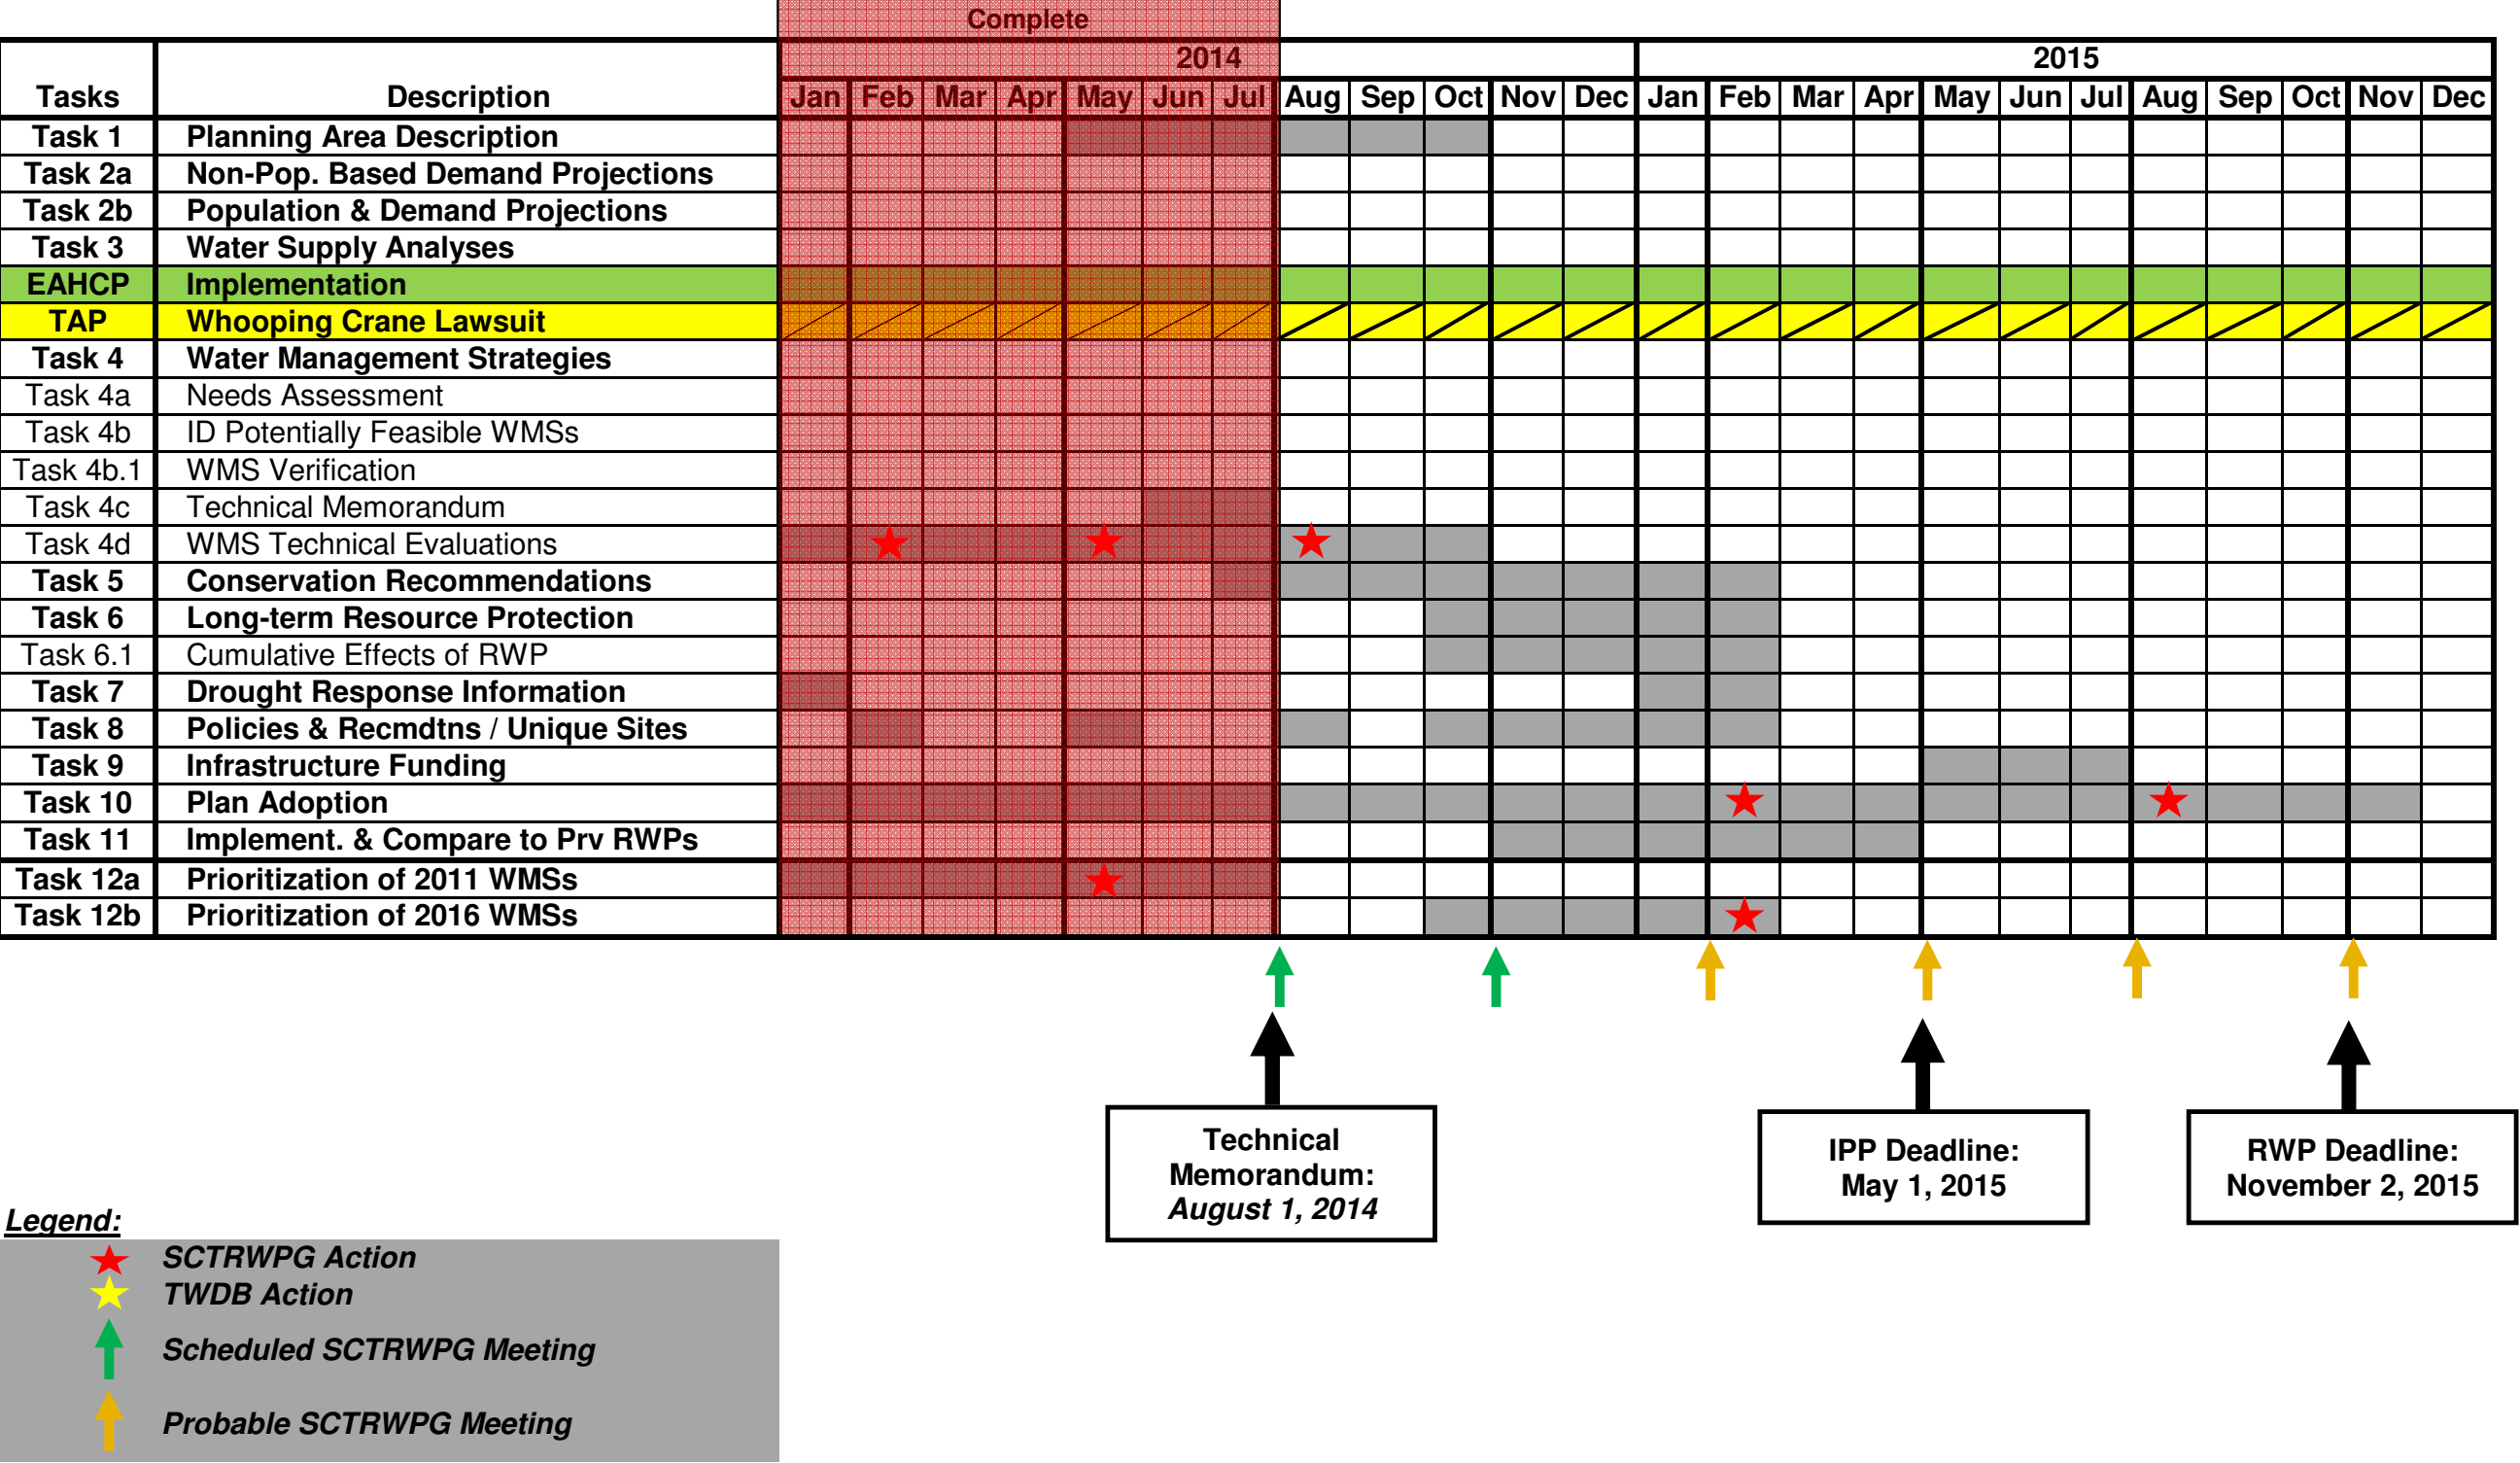 Complete
2014 2015
Tasks Description Jan Feb Mar Apr May Jun Jul Aug Sep Oct Nov Dec Jan Feb Mar Apr May Jun Jul Aug Sep Oct Nov Dec
Task 1 Planning Area Description
Task 2a Non-Pop. Based Demand Projections
Task 2b Population & Demand Projections
Task 3 Water Supply Analyses
EAHCP Implementation
TAP Whooping Crane Lawsuit
Task 4 Water Management Strategies
Task 4a Needs Assessment
Task 4b ID Potentially Feasible WMSs
Task 4b.1 WMS Verification
Task 4c Technical Memorandum
Task 4d WMS Technical Evaluations
Task 5 Conservation Recommendations
Task 6 Long-term Resource Protection
Task 6.1 Cumulative Effects of RWP
Task 7 Drought Response Information
Task 8 Policies & Recmdtns / Unique Sites
Task 9 Infrastructure Funding
Task 10 Plan Adoption
Task 11 Implement. & Compare to Prv RWPs
Task 12a Prioritization of 2011 WMSs
Task 12b Prioritization of 2016 WMSs
Technical
Memorandum:
August 1, 2014
IPP Deadline:
May 1, 2015
RWP Deadline:
November 2, 2015
Legend:
SCTRWPG Action
TWDB Action
Scheduled SCTRWPG Meeting
Probable SCTRWPG Meeting